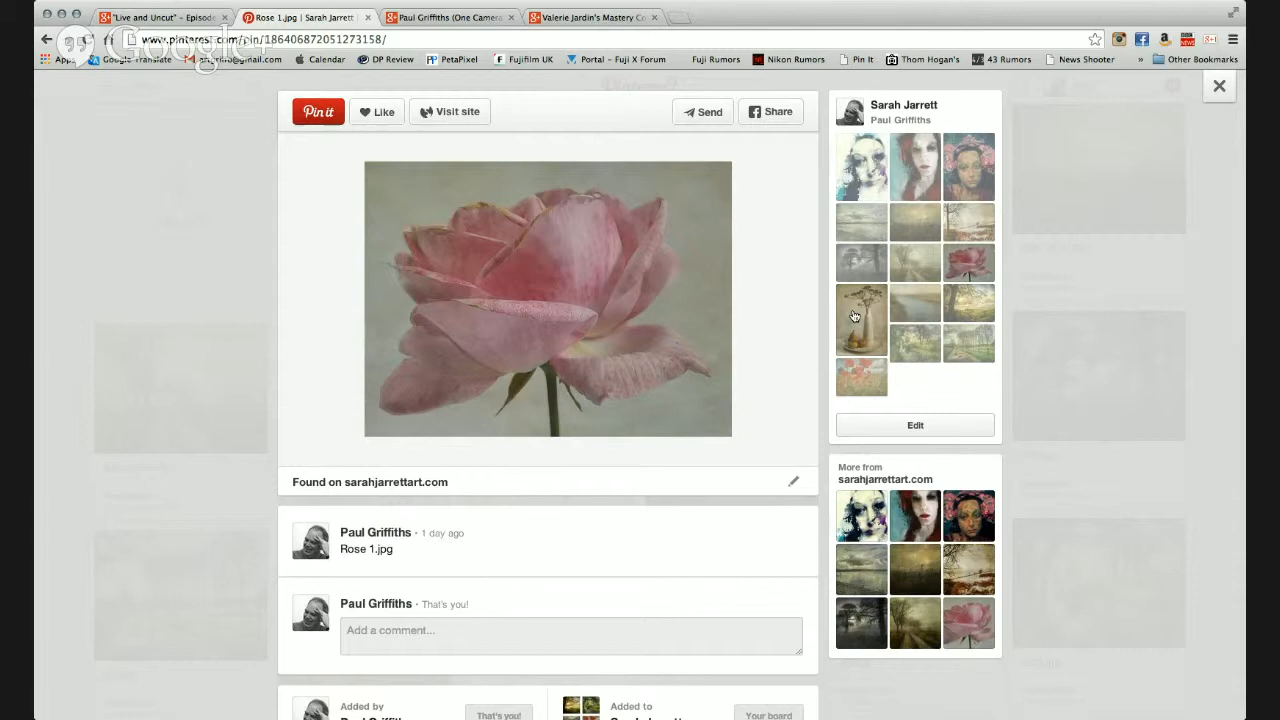 "Live and Uncut" – Episode
Rose 1.jpg | Sarah Jarrett
Paul Griffiths (One Camera
Valerie Jardin's Mastery Co
www.pinterest.com/pin/186406872051273158/
Google+
Google Translate
Calendar
DP Review
PetaPixel
Fujifilm UK
Portal – Fuji X Forum
Fuji Rumors
Nikon Rumors
Pin It
Thom Hogan's
43 Rumors
News Shooter
»
Other Bookmarks
Pin it
Like
Visit site
Send
Share
Sarah Jarrett
Paul Griffiths
Edit
Found on sarahjarrettart.com
More from
sarahjarrettart.com
Paul Griffiths · 1 day ago
Rose 1.jpg
Paul Griffiths · That's you!
Add a comment...
Added by
That's you!
Added to
Your board